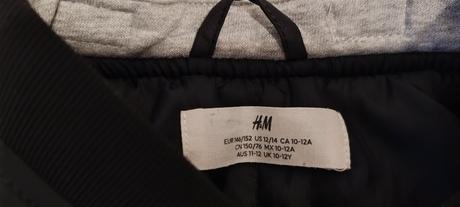 H&M
EUR 146/152 US 12/14 CA 10-12A
CN 150/76 MX 10-12A
AUS 11-12 UK 10-12Y